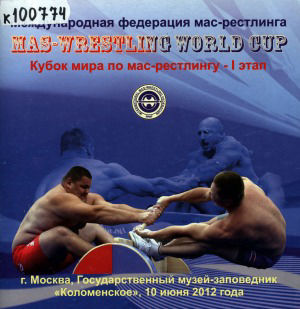 к100774
Международная федерация мас-рестлинга
MAS-WRESTLING WORLD CUP
Кубок мира по мас-рестлингу - I этап
г. Москва, Государственный музей-заповедник
«Коломенское», 10 июня 2012 года